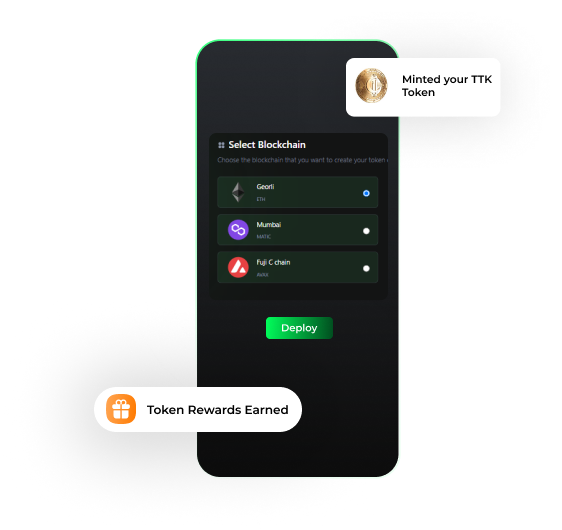 Minted your TTK
Token
Select Blockchain
Choose the blockchain that you want to create your token
Georli
ETH
Mumbai
MATIC
Fuji C chain
AVAX
Deploy
Token Rewards Earned